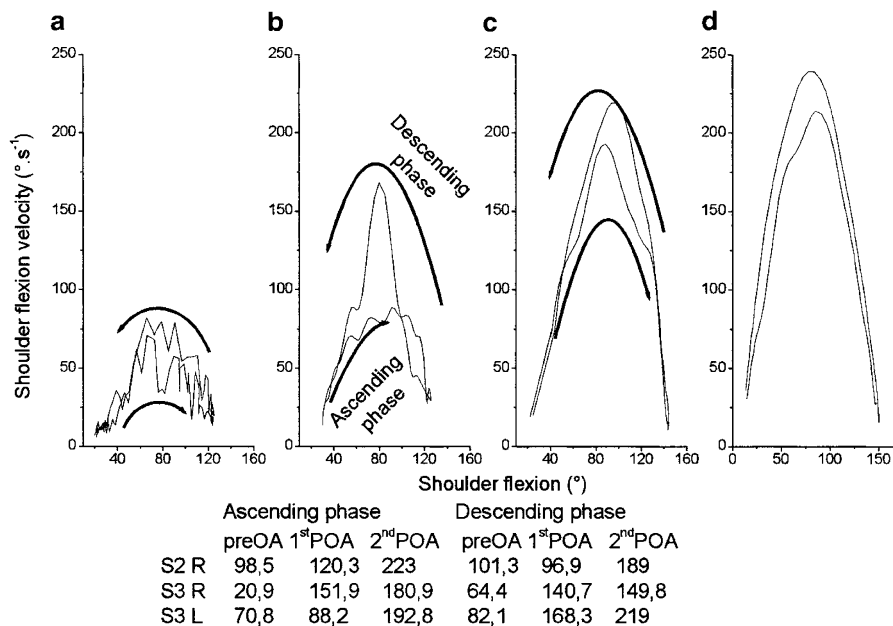 a b c d
250 250 250 250
200 200 200 200
150 150 150 150
100 100 100 100
50 50 50 50
0 0 0 0
40 80 120 160
40 80 120 160
40 80 120 160
0 50 100 150
Shoulder flexion velocity (°.s⁻¹)
Descending
phase
Ascending
phase
Shoulder flexion (°)
Ascending phase Descending phase
preOA 1stPOA 2ndPOA preOA 1stPOA 2ndPOA
S2 R 98,5 120,3 223 101,3 96,9 189
S3 R 20,9 151,9 180,9 64,4 140,7 149,8
S3 L 70,8 88,2 192,8 82,1 168,3 219